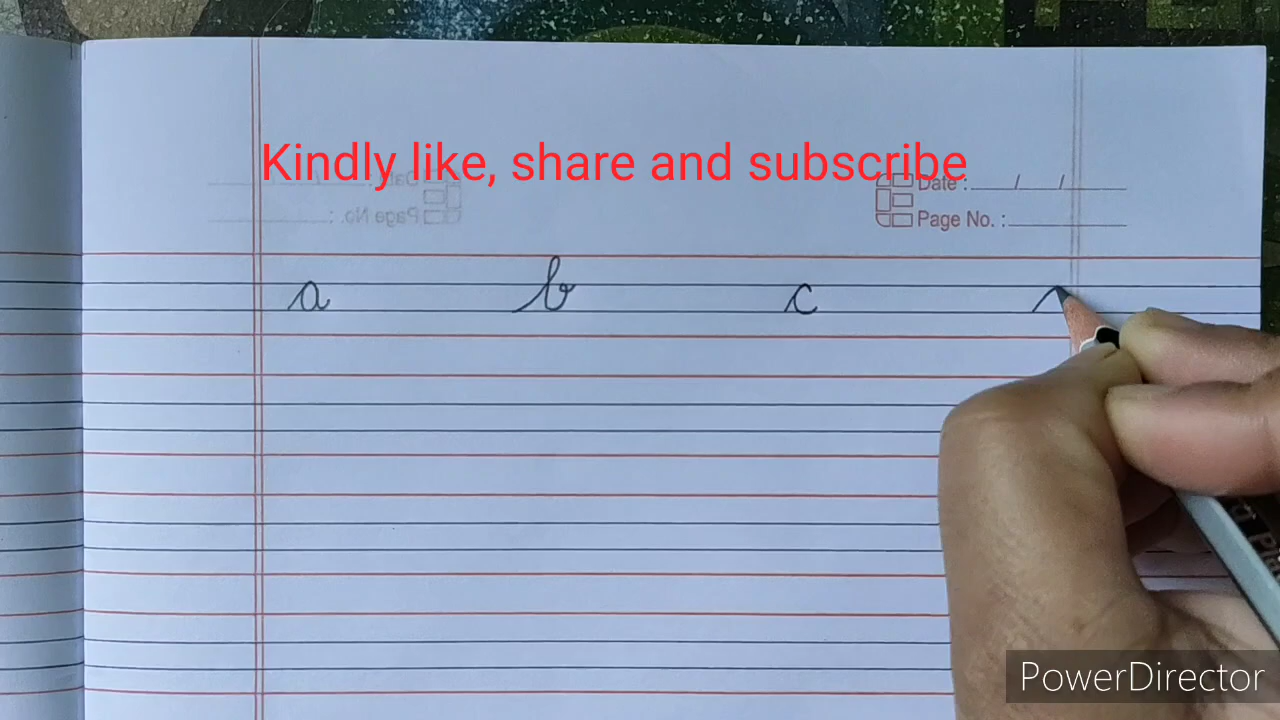 Kindly like, share and subscribe
Date : / /
Page No. :
a b c
PowerDirector